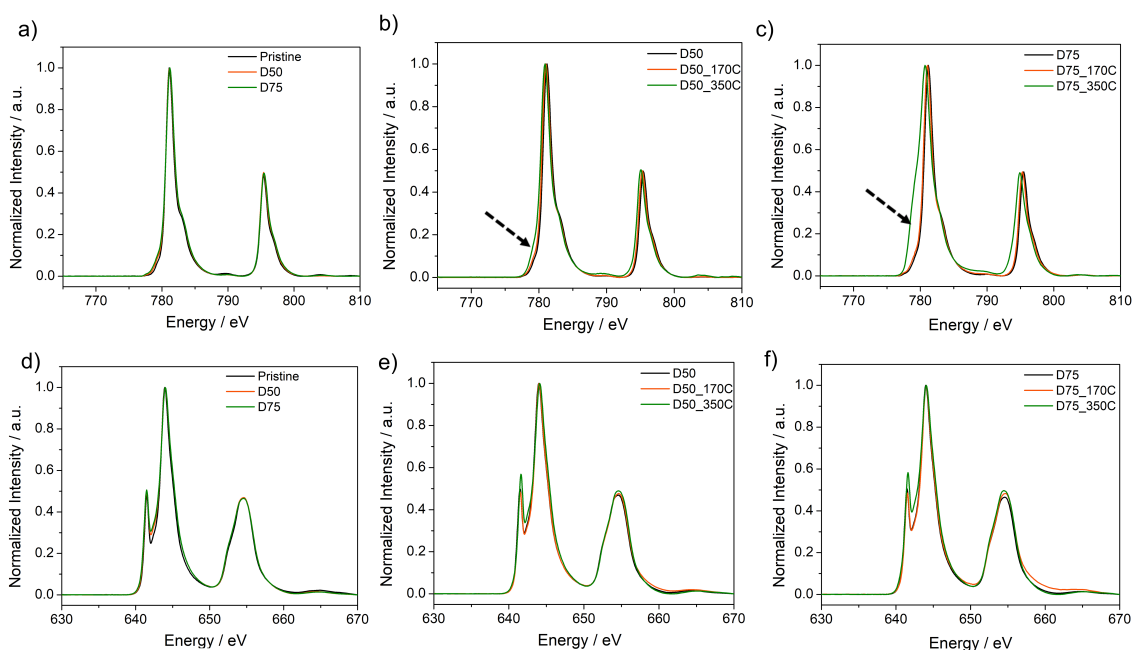 a)
Pristine
D50
D75
Normalized Intensity / a.u.
1.0
0.8
0.6
0.4
0.2
0.0
770
780
790
800
810
Energy / eV
b)
D50
D50_170C
D50_350C
Normalized Intensity / a.u.
1.0
0.8
0.6
0.4
0.2
0.0
770
780
790
800
810
Energy / eV
c)
D75
D75_170C
D75_350C
Normalized Intensity / a.u.
1.0
0.8
0.6
0.4
0.2
0.0
770
780
790
800
810
Energy / eV
d)
Pristine
D50
D75
Normalized Intensity / a.u.
1.0
0.8
0.6
0.4
0.2
0.0
630
640
650
660
670
Energy / eV
e)
D50
D50_170C
D50_350C
Normalized Intensity / a.u.
1.0
0.8
0.6
0.4
0.2
0.0
630
640
650
660
670
Energy / eV
f)
D75
D75_170C
D75_350C
Normalized Intensity / a.u.
1.0
0.8
0.6
0.4
0.2
0.0
630
640
650
660
670
Energy / eV